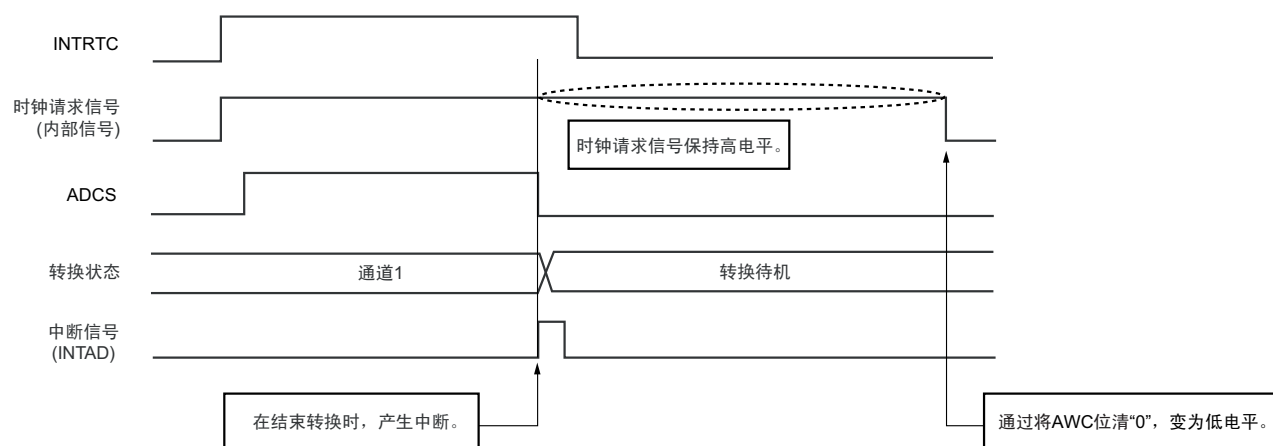 INTRTC
时钟请求信号
(内部信号)
时钟请求信号保持高电平。
ADCS
转换状态
通道1
转换待机
中断信号
(INTAD)
在结束转换时，产生中断。
通过将AWC位清“0”，变为低电平。